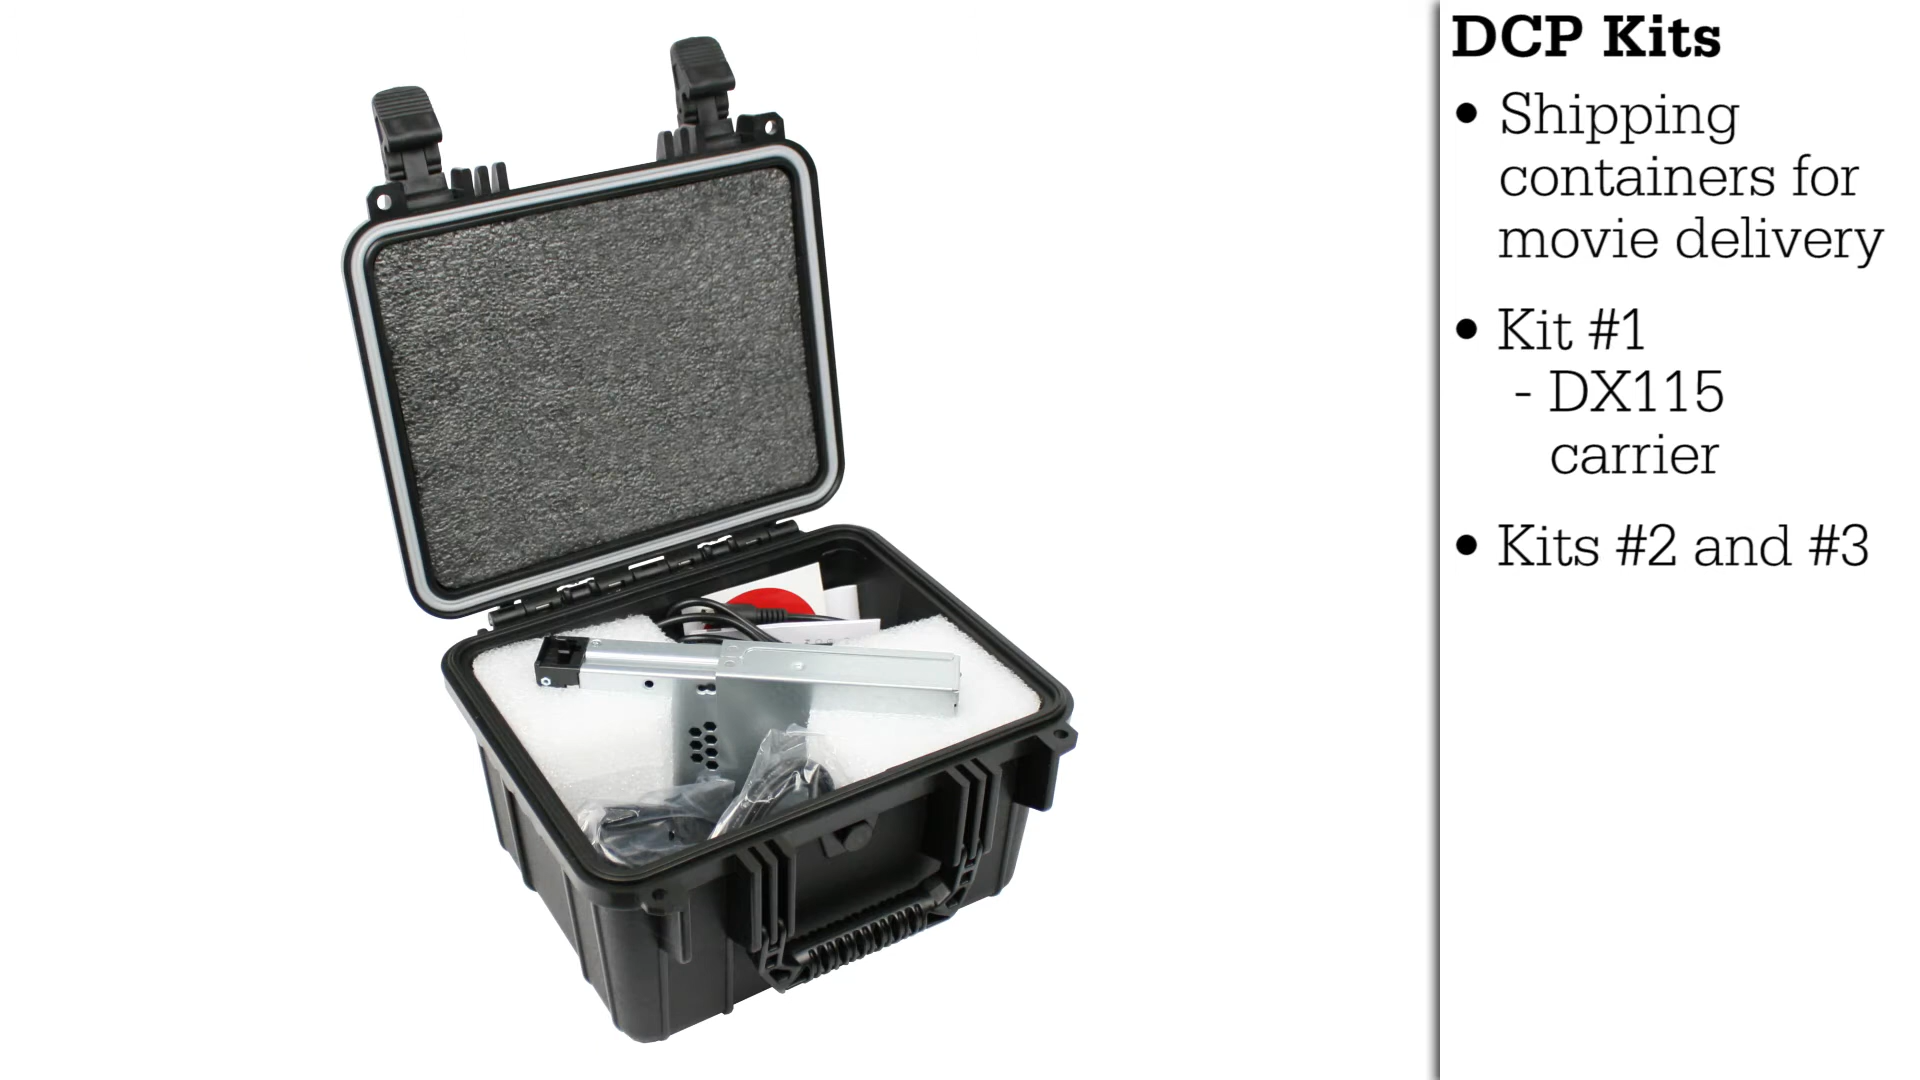 DCP Kits
• Shipping
containers for
movie delivery
• Kit #1
- DX115
carrier
• Kits #2 and #3